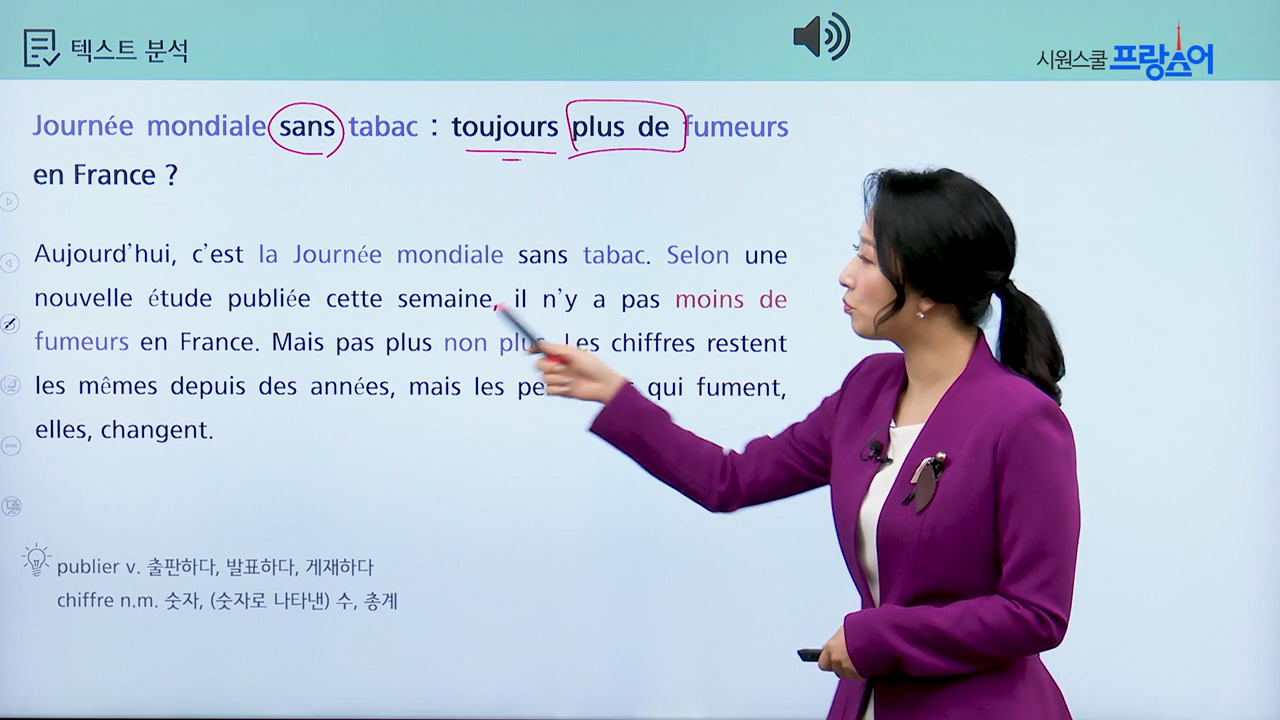 텍스트 분석
시원스쿨 프랑스어
Journée mondiale sans tabac : toujours plus de fumeurs
en France ?
Aujourd’hui, c’est la Journée mondiale sans tabac. Selon une
nouvelle étude publiée cette semaine, il n’y a pas moins de
fumeurs en France. Mais pas plus non plus. Les chiffres restent
les mêmes depuis des années, mais les qui fument,
elles, changent.
publier v. 출판하다, 발표하다, 게재하다
chiffre n.m. 숫자, (숫자로 나타낸) 수, 총계